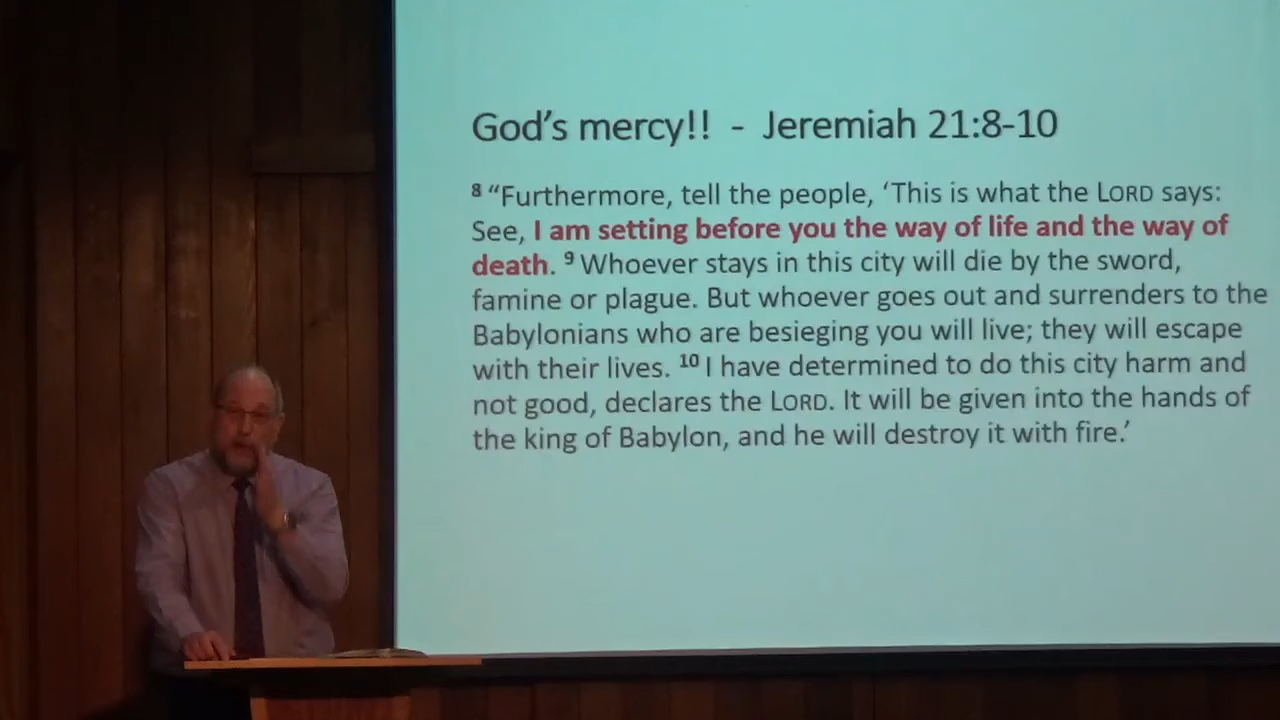 God's mercy!! - Jeremiah 21:8-10
8 “Furthermore, tell the people, ‘This is what the LORD says:
See, I am setting before you the way of life and the way of
death. 9 Whoever stays in this city will die by the sword,
famine or plague. But whoever goes out and surrenders to the
Babylonians who are besieging you will live; they will escape
with their lives. 10 I have determined to do this city harm and
not good, declares the LORD. It will be given into the hands of
the king of Babylon, and he will destroy it with fire.’